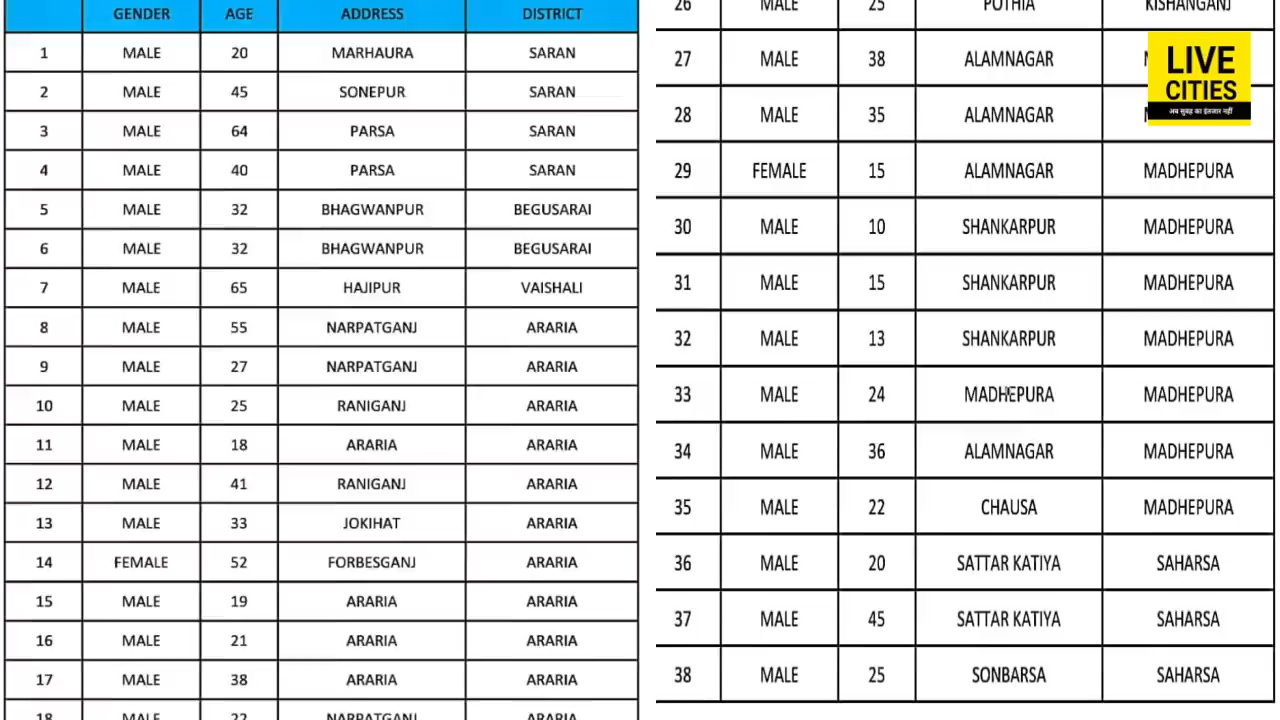 GENDER AGE ADDRESS DISTRICT
1 MALE 20 MARHAURA SARAN
2 MALE 45 SONEPUR SARAN
3 MALE 64 PARSA SARAN
4 MALE 40 PARSA SARAN
5 MALE 32 BHAGWANPUR BEGUSARAI
6 MALE 32 BHAGWANPUR BEGUSARAI
7 MALE 65 HAJIPUR VAISHALI
8 MALE 55 NARPATGANJ ARARIA
9 MALE 27 NARPATGANJ ARARIA
10 MALE 25 RANIGANJ ARARIA
11 MALE 18 ARARIA ARARIA
12 MALE 41 RANIGANJ ARARIA
13 MALE 33 JOKIHAT ARARIA
14 FEMALE 52 FORBESGANJ ARARIA
15 MALE 19 ARARIA ARARIA
16 MALE 21 ARARIA ARARIA
17 MALE 38 ARARIA ARARIA
18 MALE 22 NARPATGANJ ARARIA
26 MALE 25 POTHIA KISHANGANJ
27 MALE 38 ALAMNAGAR
28 MALE 35 ALAMNAGAR
29 FEMALE 15 ALAMNAGAR MADHEPURA
30 MALE 10 SHANKARPUR MADHEPURA
31 MALE 15 SHANKARPUR MADHEPURA
32 MALE 13 SHANKARPUR MADHEPURA
33 MALE 24 MADHEPURA MADHEPURA
34 MALE 36 ALAMNAGAR MADHEPURA
35 MALE 22 CHAUSA MADHEPURA
36 MALE 20 SATTAR KATIYA SAHARSA
37 MALE 45 SATTAR KATIYA SAHARSA
38 MALE 25 SONBARSA SAHARSA
LIVE
CITIES
अब सुबह का इंतजार नहीं